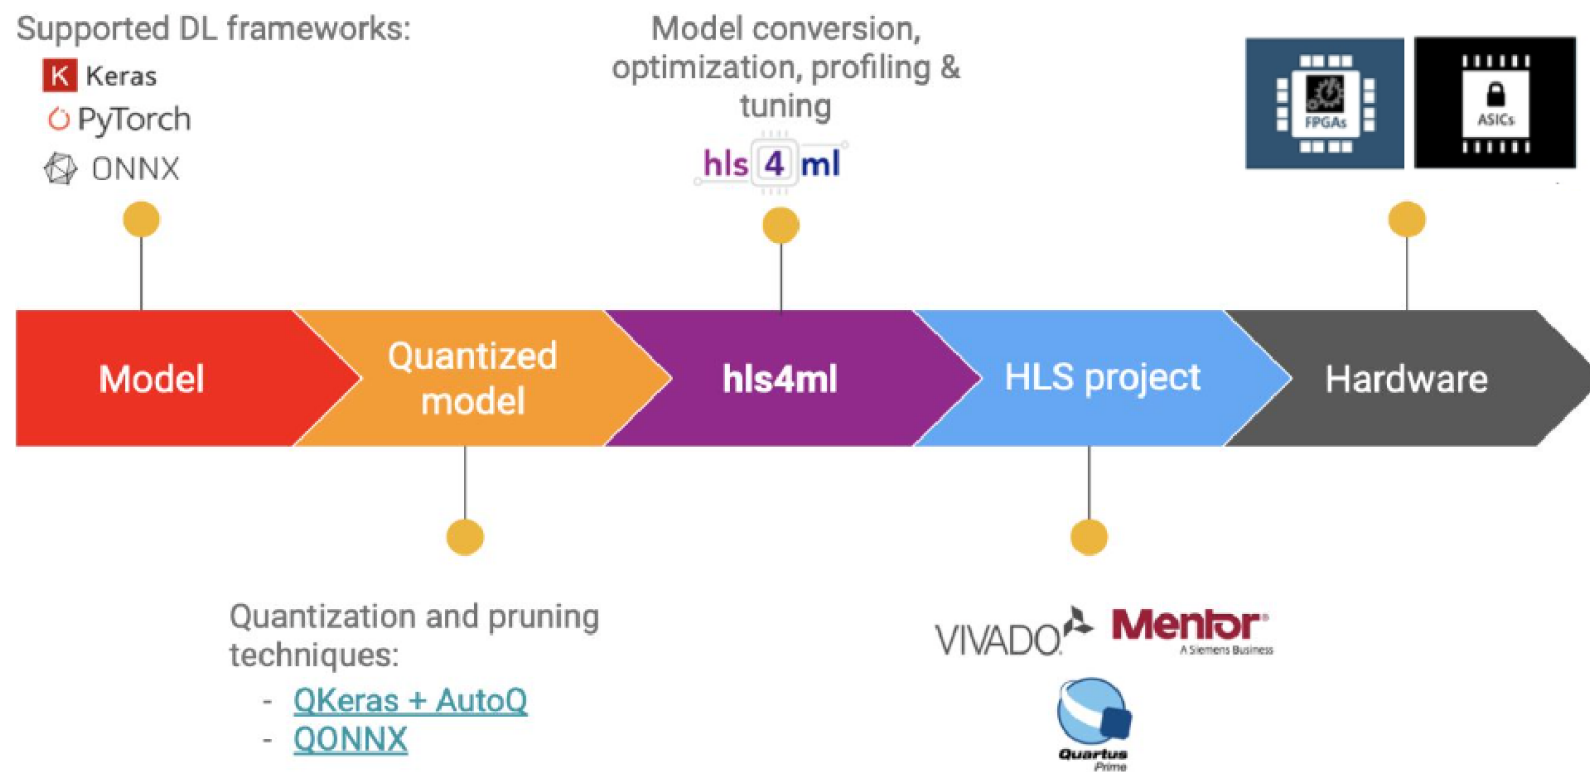 Supported DL frameworks:
K Keras
PyTorch
ONNX
Model conversion,
optimization, profiling &
tuning
hls 4 ml
FPGAs
ASICs
Model
Quantized
model
hls4ml
HLS project
Hardware
Quantization and pruning
techniques:
- QKeras + AutoQ
- QONNX
VIVADO.
Mentor®
A Siemens Business
Quartus
Prime